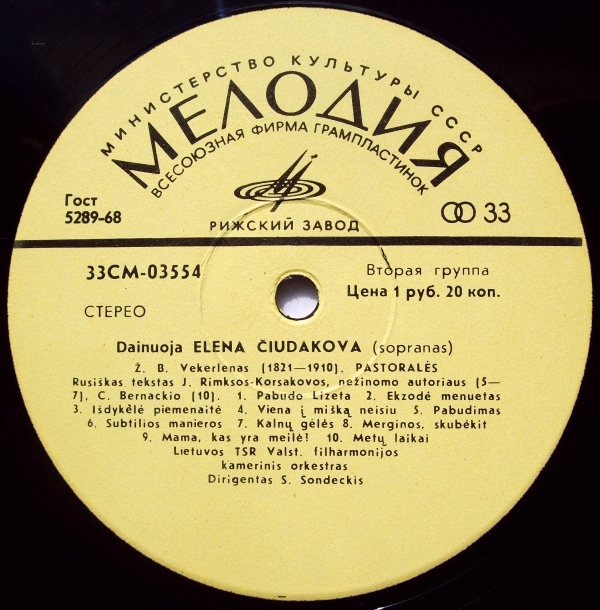 МИНИСТЕРСТВО КУЛЬТУРЫ СССР
МЕЛОДИЯ
ВСЕСОЮЗНАЯ ФИРМА ГРАМПЛАСТИНОК
Гост
5289-68
33
РИЖСКИЙ ЗАВОД
33СМ-03554
Вторая группа
Цена 1 руб. 20 коп.
СТЕРЕО
Dainuoja ELENA ČIUDAKOVA (sopranas)
Ž. B. Vekerlenas (1821—1910). PASTORALĖS
Rusiškas tekstas J. Rimksos-Korsakovos, nežinomo autoriaus (5—
7), C. Bernackio (10). 1. Pabudo Lizeta 2. Ekzodė menuetas
3. Išdykėlė piemenaitė 4. Viena į mišką neisiu 5. Pabudimas
6. Subtilios manieros 7. Kalnų gėlės 8. Merginos, skubėkit
9. Mama, kas yra meilė! 10. Metų laikai
Lietuvos TSR Valst. filharmonijos
kamerinis orkestras
Dirigentas S. Sondeckis